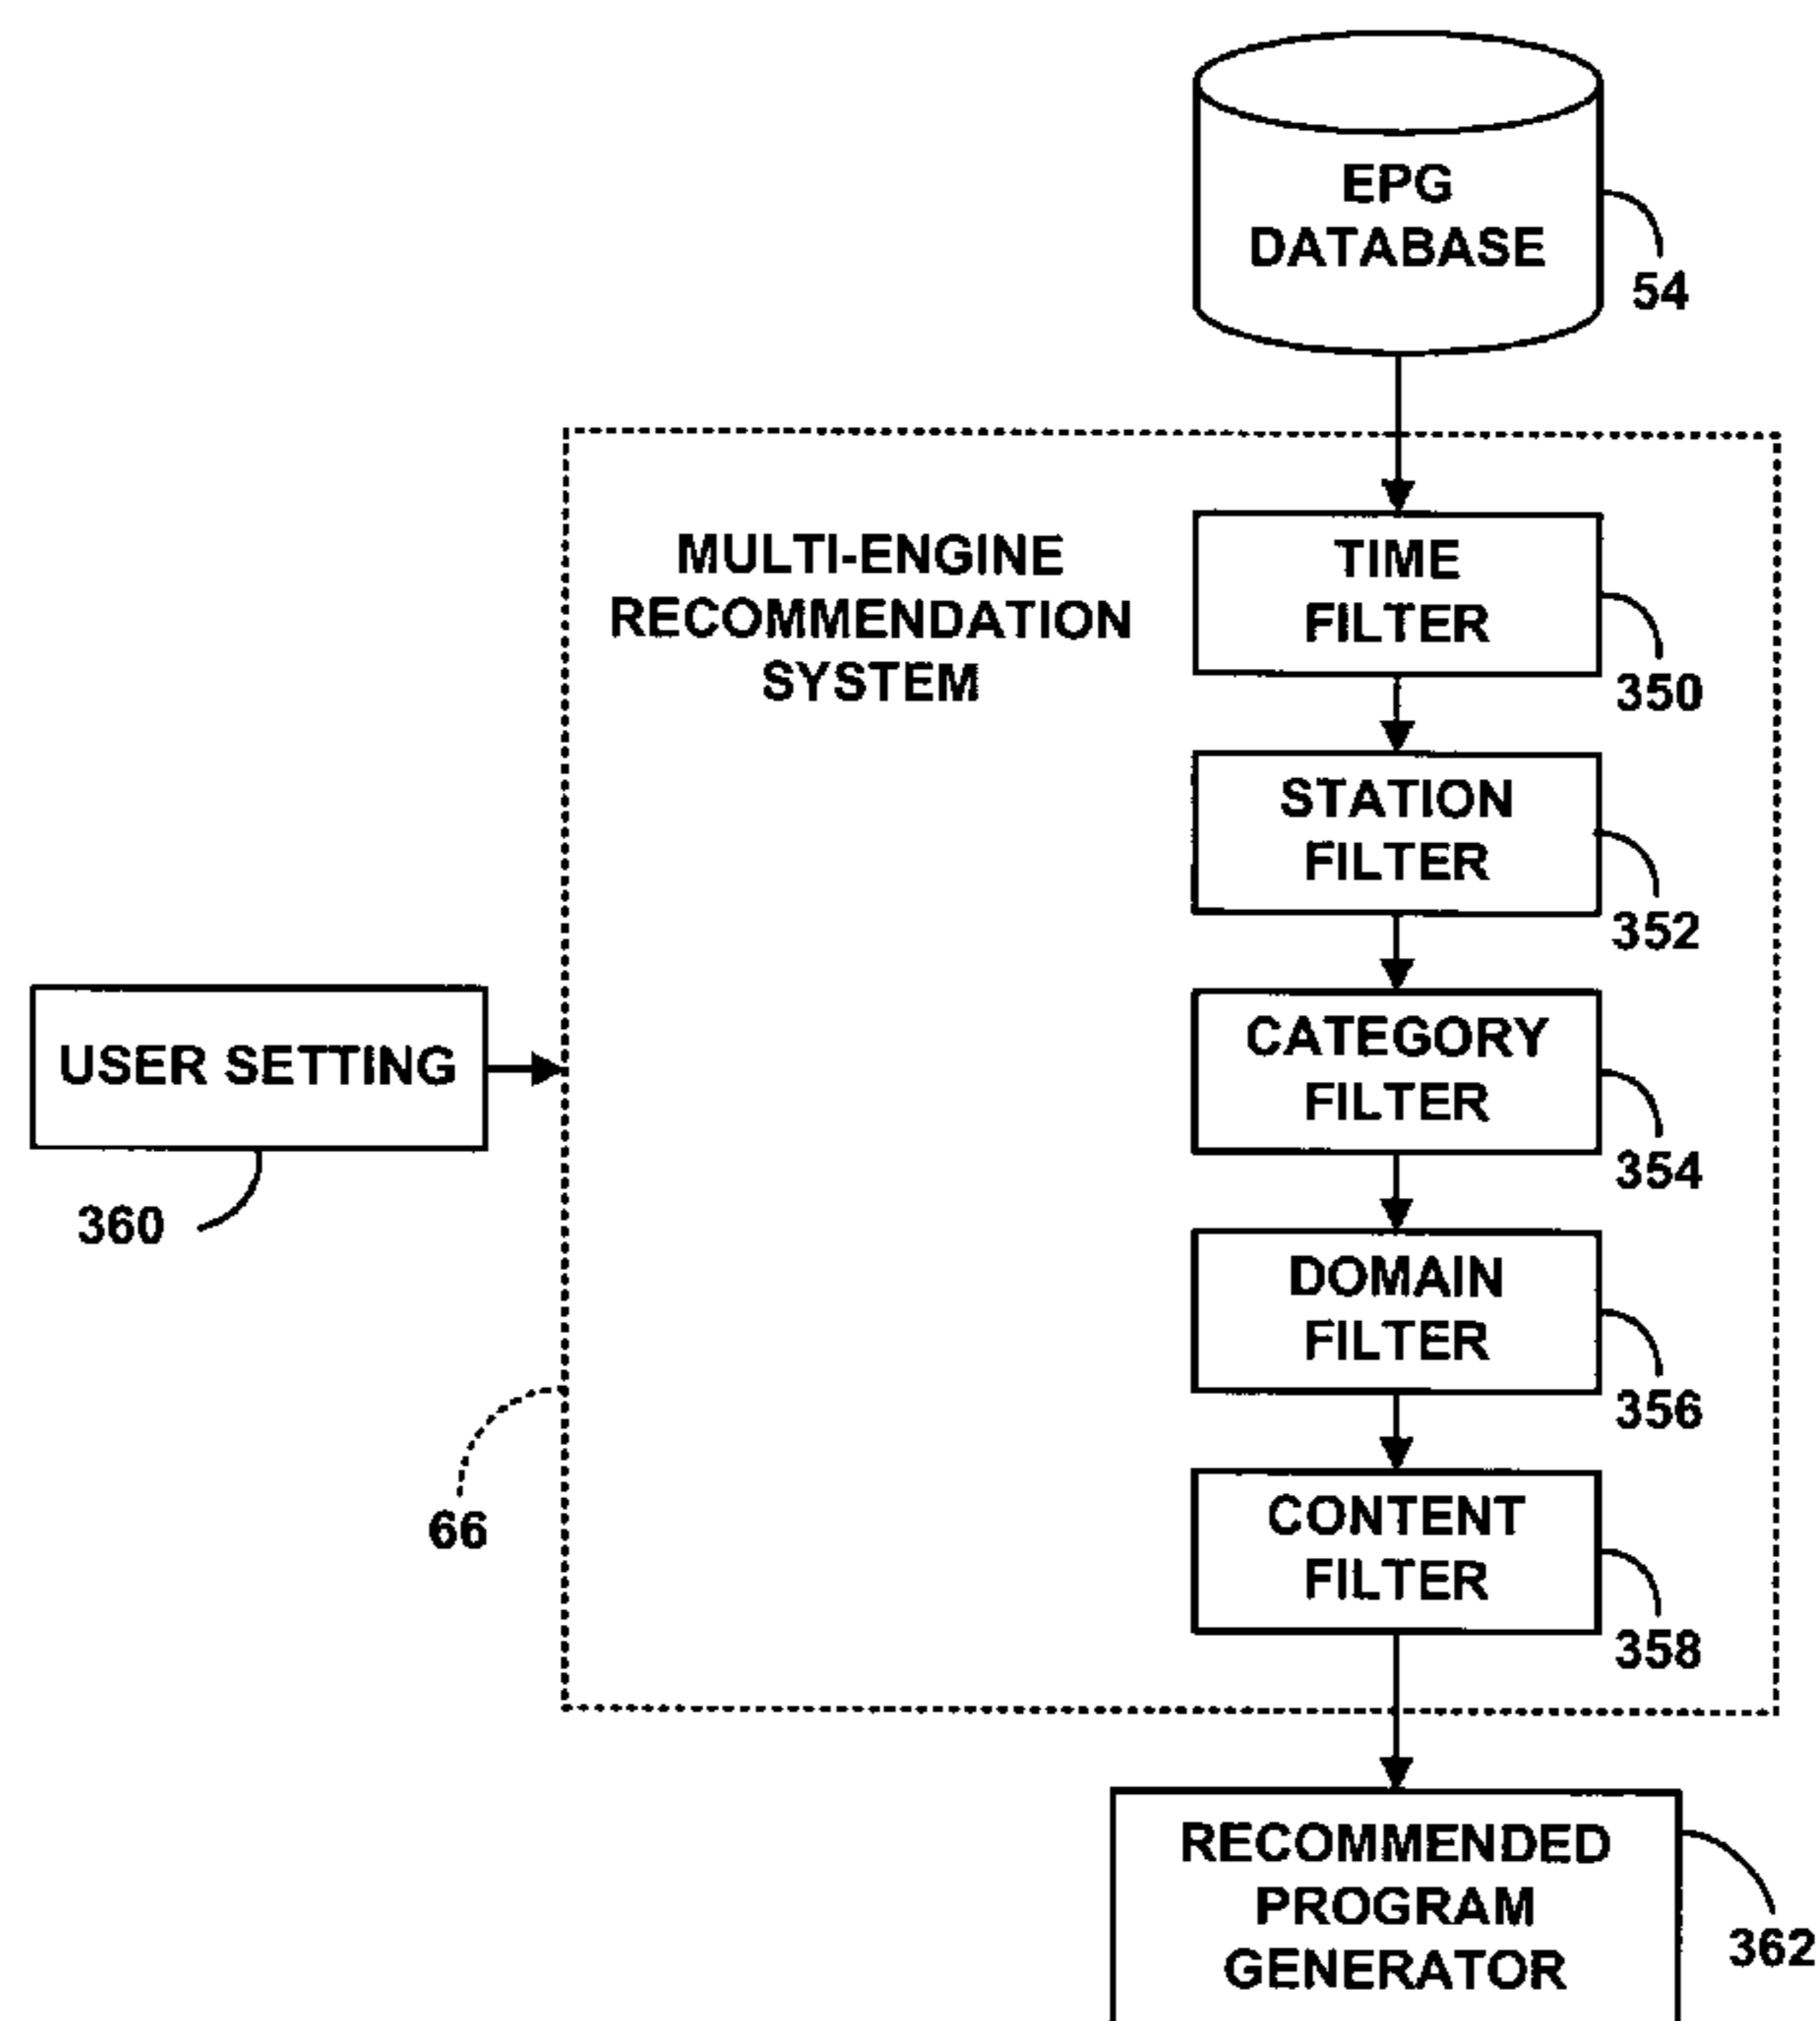 EPG
DATABASE
54
MULTI-ENGINE
RECOMMENDATION
SYSTEM
TIME
FILTER
350
STATION
FILTER
352
CATEGORY
FILTER
354
USER SETTING
360
DOMAIN
FILTER
356
CONTENT
FILTER
358
66
RECOMMENDED
PROGRAM
GENERATOR
362